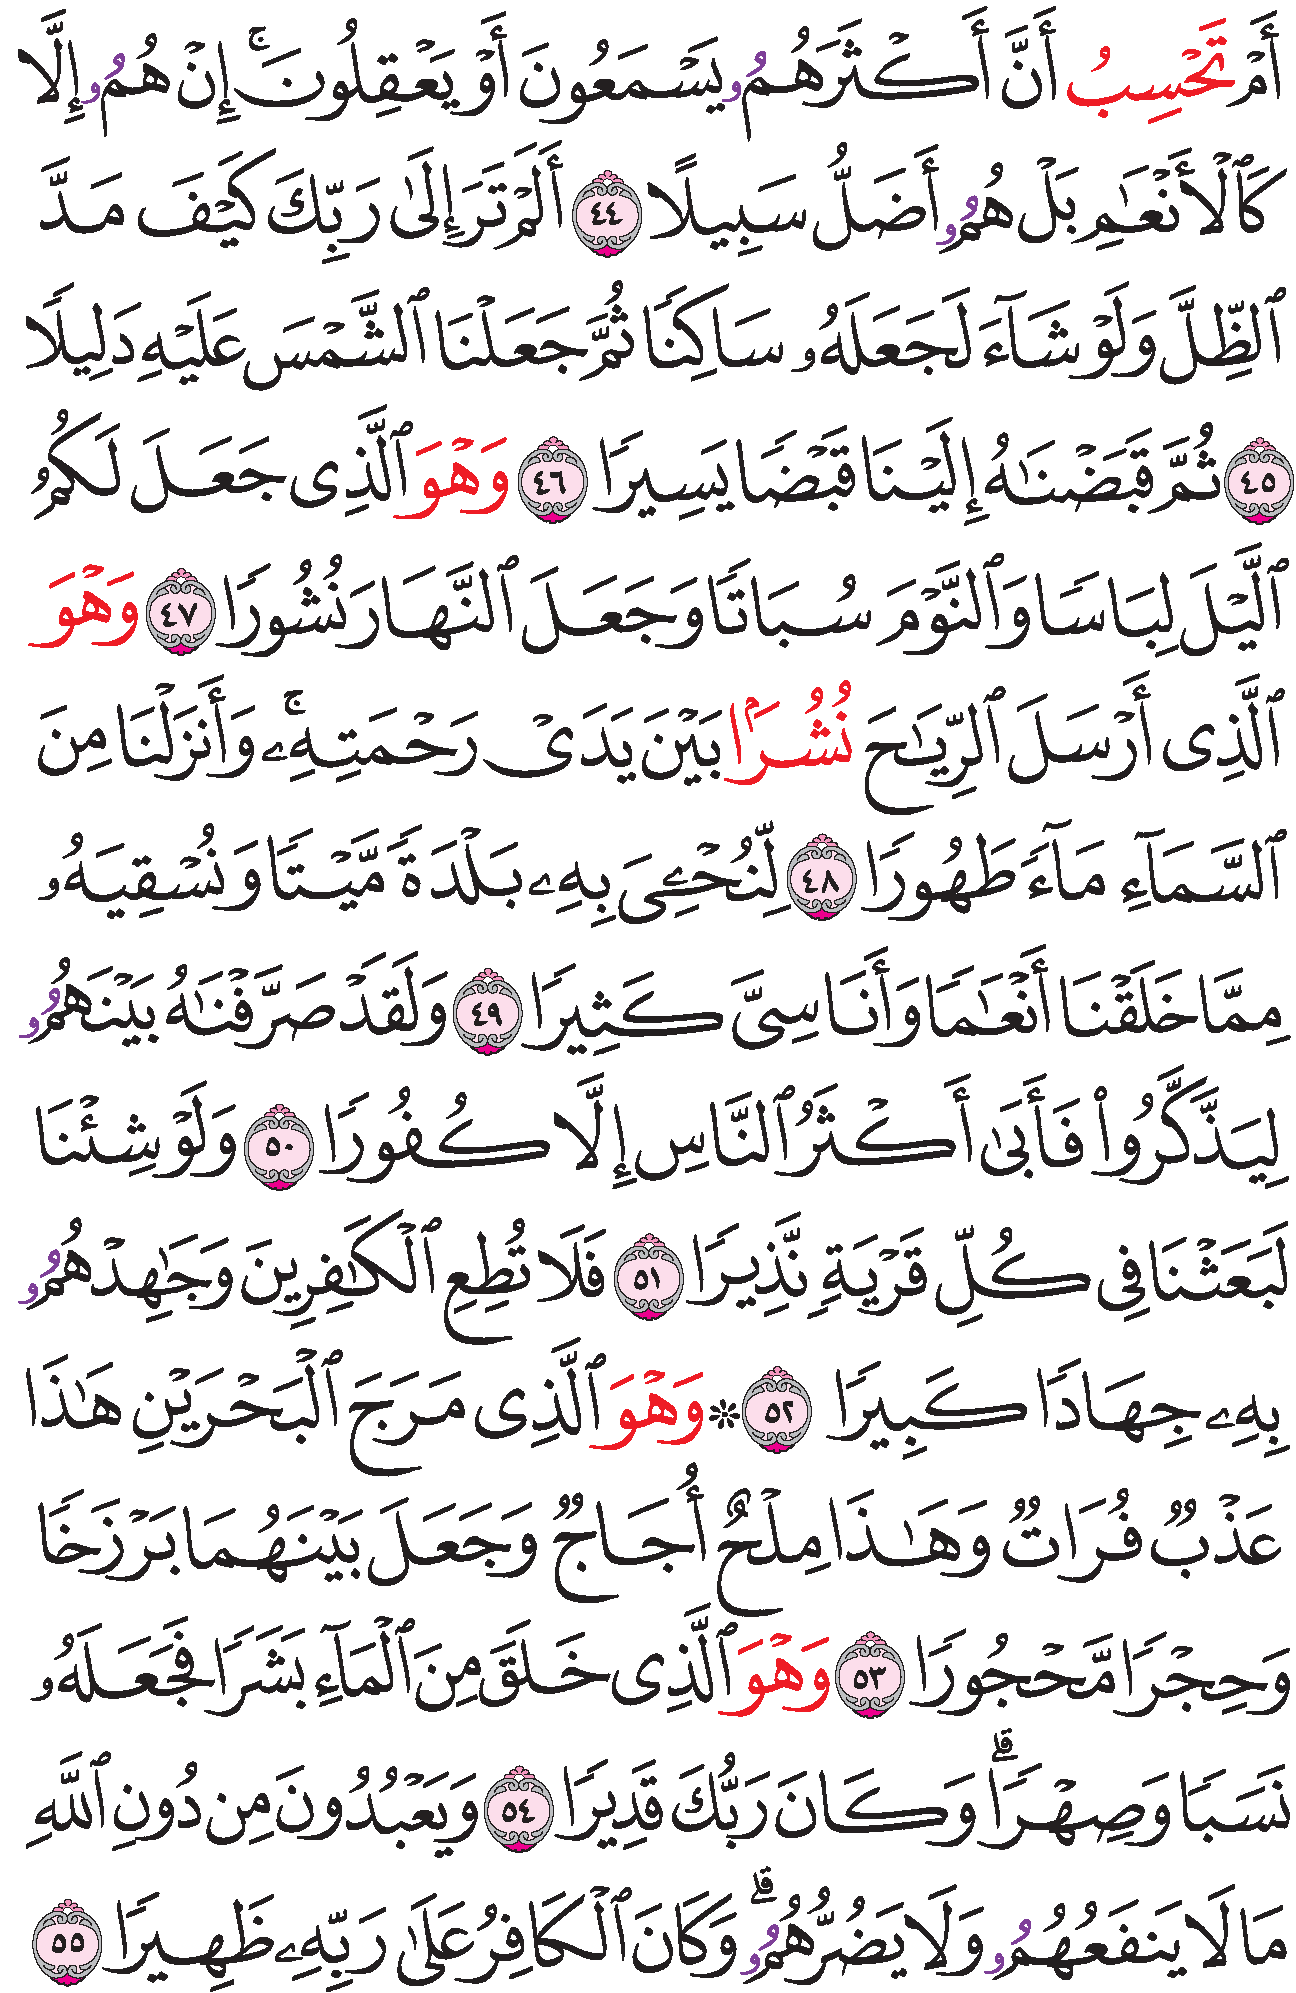 أَمْ تَحْسِبُ أَنَّ أَكْثَرَهُمُۥ يَسْمَعُونَ أَوْ يَعْقِلُونَۚ إِنْ هُمُۥ إِلَّا
كَٱلْأَنْعَٰمِ بَلْ هُمُۥ أَضَلُّ سَبِيلًا ٤٤ أَلَمْ تَرَ إِلَىٰ رَبِّكَ كَيْفَ مَدَّ
ٱلظِّلَّ وَلَوْ شَآءَ لَجَعَلَهُۥ سَاكِنًا ثُمَّ جَعَلْنَا ٱلشَّمْسَ عَلَيْهِ دَلِيلًا
٤٥ ثُمَّ قَبَضْنَٰهُ إِلَيْنَا قَبْضًا يَسِيرًا ٤٦ وَهْوَ ٱلَّذِى جَعَلَ لَكُمُ
ٱلَّيْلَ لِبَاسًا وَٱلنَّوْمَ سُبَاتًا وَجَعَلَ ٱلنَّهَارَ نُشُورًا ٤٧ وَهْوَ
ٱلَّذِى أَرْسَلَ ٱلرِّيَٰحَ نُشُرَۢا بَيْنَ يَدَىْ رَحْمَتِهِۦۚ وَأَنزَلْنَا مِنَ
ٱلسَّمَآءِ مَآءً طَهُورًا ٤٨ لِّنُحْۦِىَ بِهِۦ بَلْدَةً مَّيْتًا وَنُسْقِيَهُۥ
مِمَّا خَلَقْنَا أَنْعَٰمًا وَأَنَاسِىَّ كَثِيرًا ٤٩ وَلَقَدْ صَرَّفْنَٰهُ بَيْنَهُمُۥ
لِيَذَّكَّرُوا۟ فَأَبَىٰ أَكْثَرُ ٱلنَّاسِ إِلَّا كُفُورًا ٥٠ وَلَوْ شِئْنَا
لَبَعَثْنَا فِى كُلِّ قَرْيَةٍ نَّذِيرًا ٥١ فَلَا تُطِعِ ٱلْكَٰفِرِينَ وَجَٰهِدْهُمُۥ
بِهِۦ جِهَادًا كَبِيرًا ٥٢ ۞ وَهْوَ ٱلَّذِى مَرَجَ ٱلْبَحْرَيْنِ هَٰذَا
عَذْبٌ فُرَاتٌ وَهَٰذَا مِلْحٌ أُجَاجٌ وَجَعَلَ بَيْنَهُمَا بَرْزَخًا
وَحِجْرًا مَّحْجُورًا ٥٣ وَهْوَ ٱلَّذِى خَلَقَ مِنَ ٱلْمَآءِ بَشَرًا فَجَعَلَهُۥ
نَسَبًا وَصِهْرًاۗ وَكَانَ رَبُّكَ قَدِيرًا ٥٤ وَيَعْبُدُونَ مِن دُونِ ٱللَّهِ
مَا لَا يَنفَعُهُمُۥ وَلَا يَضُرُّهُمُۥۗ وَكَانَ ٱلْكَافِرُ عَلَىٰ رَبِّهِۦ ظَهِيرًا ٥٥